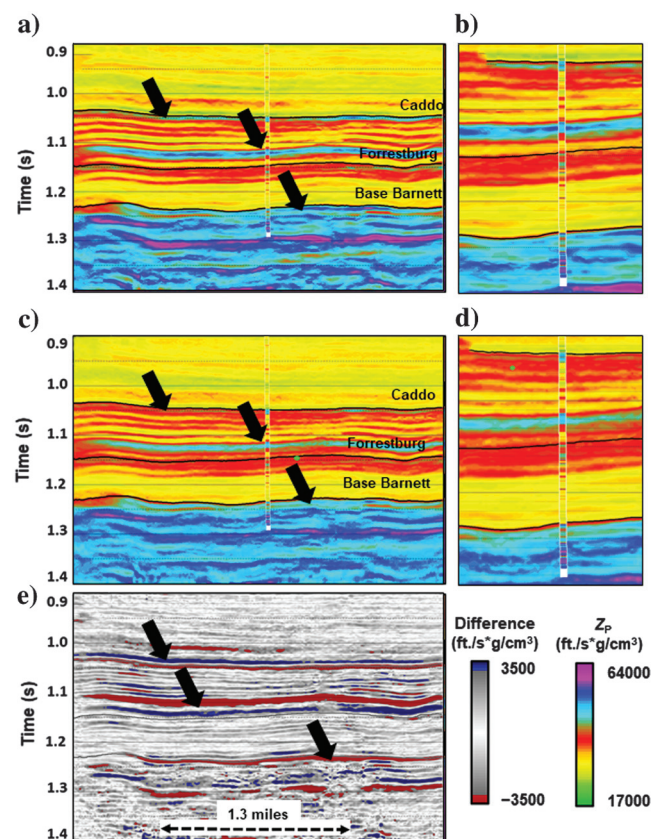 a)
b)
0.9
1.0
1.1
1.2
1.3
1.4
Time (s)
Caddo
Forrestburg
Base Barnett
c)
d)
0.9
1.0
1.1
1.2
1.3
1.4
Time (s)
Caddo
Forrestburg
Base Barnett
e)
0.9
1.0
1.1
1.2
1.3
1.4
Time (s)
1.3 miles
Difference
(ft./s*g/cm³)
3500
−3500
Zₚ
(ft./s*g/cm³)
64000
17000